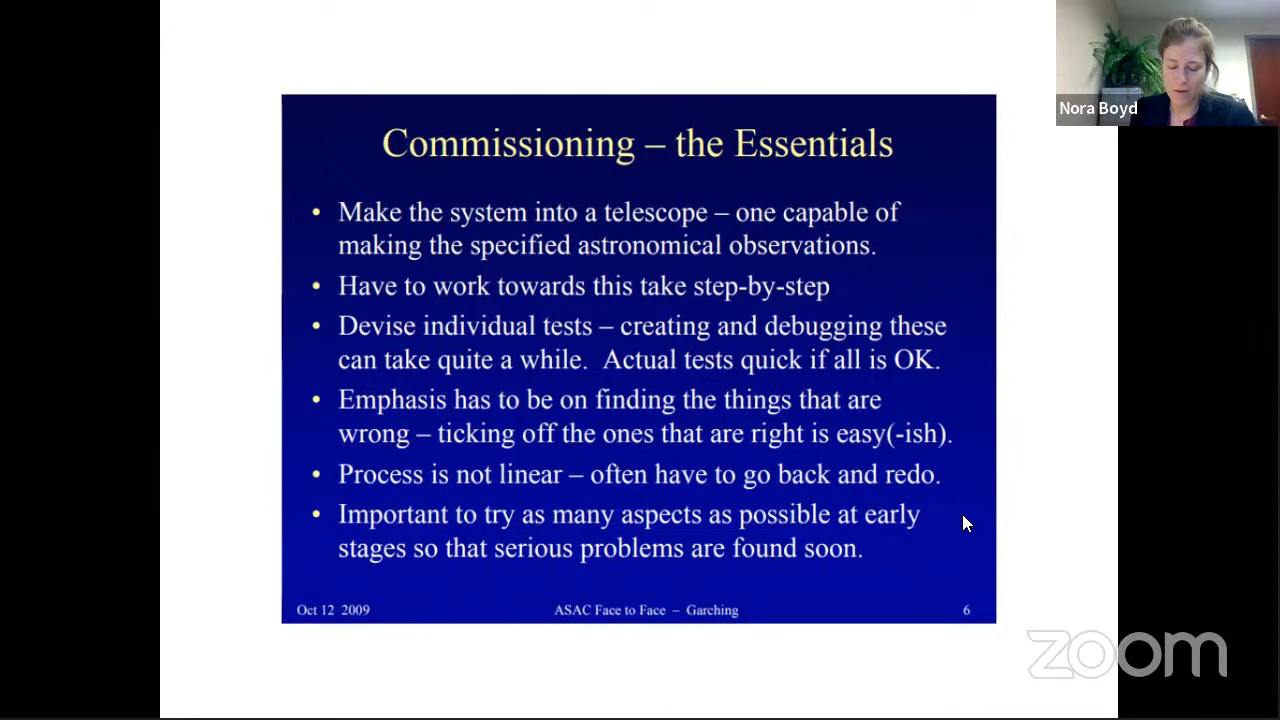 Nora Boyd
Commissioning – the Essentials
• Make the system into a telescope – one capable of
making the specified astronomical observations.
• Have to work towards this take step-by-step
• Devise individual tests – creating and debugging these
can take quite a while.  Actual tests quick if all is OK.
• Emphasis has to be on finding the things that are
wrong – ticking off the ones that are right is easy(-ish).
• Process is not linear – often have to go back and redo.
• Important to try as many aspects as possible at early
stages so that serious problems are found soon.
Oct 12 2009 ASAC Face to Face – Garching 6
zoom